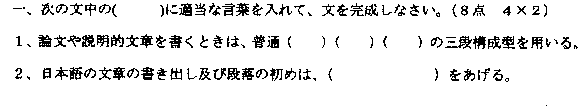 一、次の文中の(　　)に適当な言葉を入れて、文を完成しなさい。(8点　4×2)
1、論文や説明的文章を書くときは、普通(　　)(　　)(　　)の三段構成型を用いる。
2、日本語の文章の書き出し及び段落の初めは、(　　　　　)をあげる。